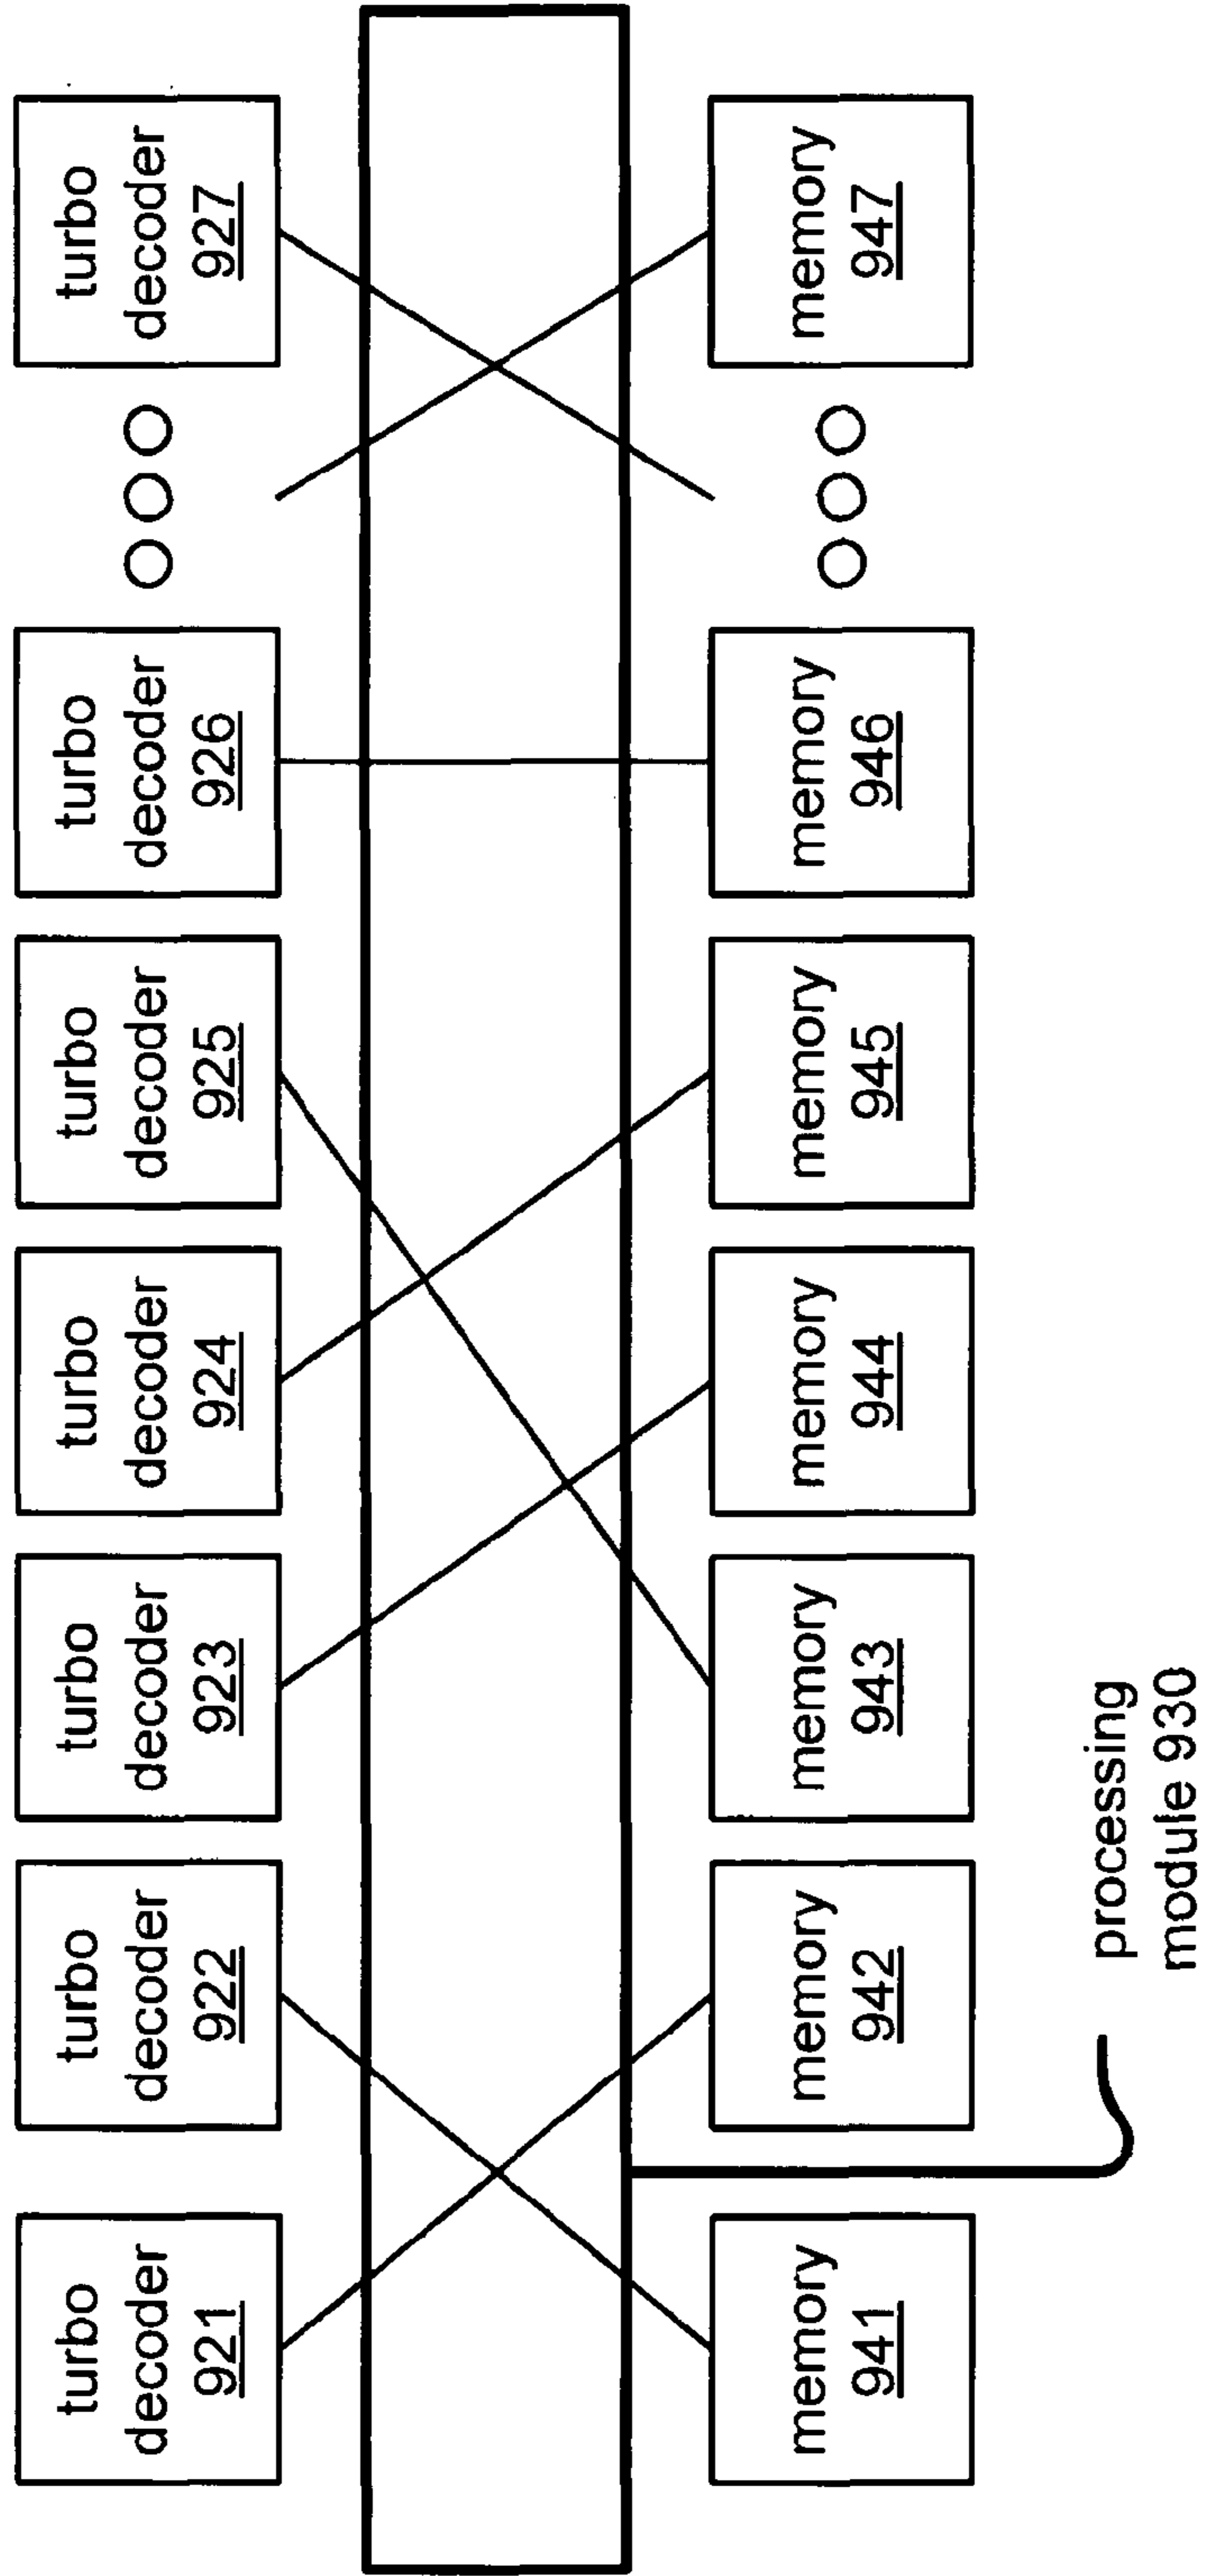 turbo
decoder
921
turbo
decoder
922
turbo
decoder
923
turbo
decoder
924
turbo
decoder
925
turbo
decoder
926
turbo
decoder
927
memory
941
memory
942
memory
943
memory
944
memory
945
memory
946
memory
947
processing
module 930